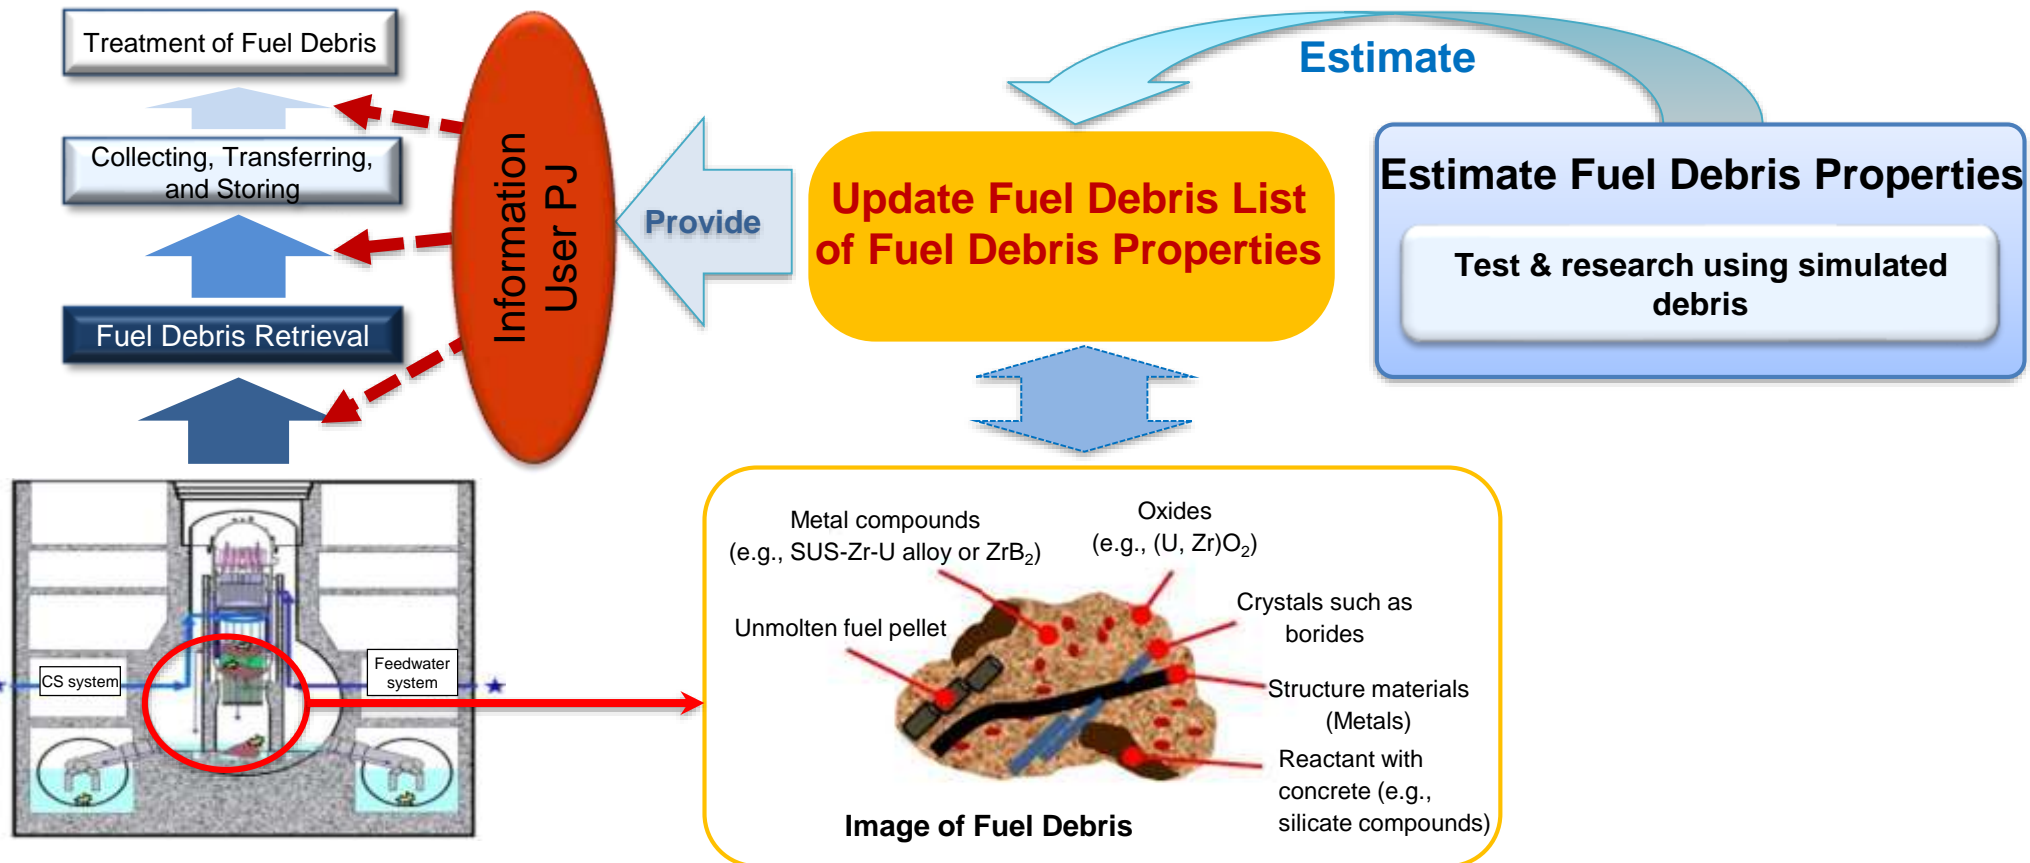 Treatment of Fuel Debris
Collecting, Transferring,
and Storing
Fuel Debris Retrieval
Information
User PJ
Provide
Update Fuel Debris List
of Fuel Debris Properties
Estimate
Estimate Fuel Debris Properties
Test & research using simulated
debris
CS system
Feedwater
system
Metal compounds
(e.g., SUS-Zr-U alloy or ZrB₂)
Oxides
(e.g., (U, Zr)O₂)
Unmolten fuel pellet
Crystals such as
borides
Structure materials
(Metals)
Reactant with
concrete (e.g.,
silicate compounds)
Image of Fuel Debris